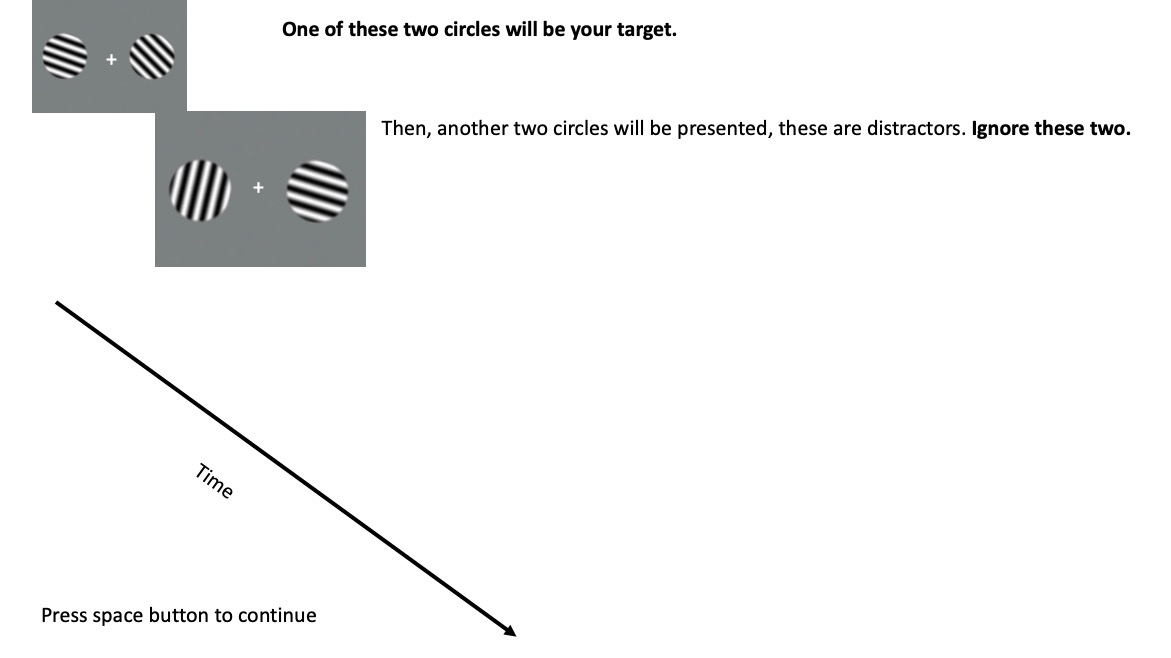 One of these two circles will be your target.
Then, another two circles will be presented, these are distractors. Ignore these two.
Time
Press space button to continue